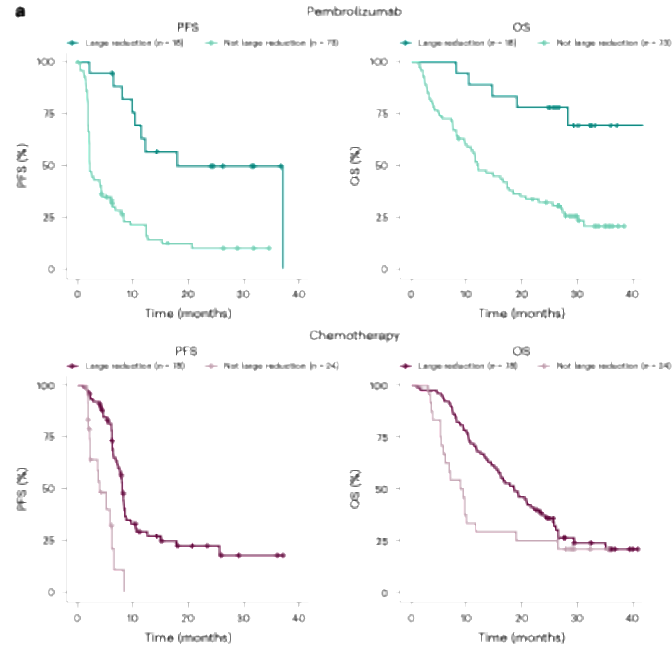 a
Pembrolizumab
PFS OS
Large reduction (n = 18) Not large reduction (n = 73) Large reduction (n = 18) Not large reduction (n = 73)
100 100
75 75
50 50
25 25
0 0
PFS (%) OS (%)
0 10 20 30 40 0 10 20 30 40
Time (months) Time (months)
Chemotherapy
PFS OS
Large reduction (n = 78) Not large reduction (n = 24) Large reduction (n = 78) Not large reduction (n = 24)
100 100
75 75
50 50
25 25
0 0
PFS (%) OS (%)
0 10 20 30 40 0 10 20 30 40
Time (months) Time (months)